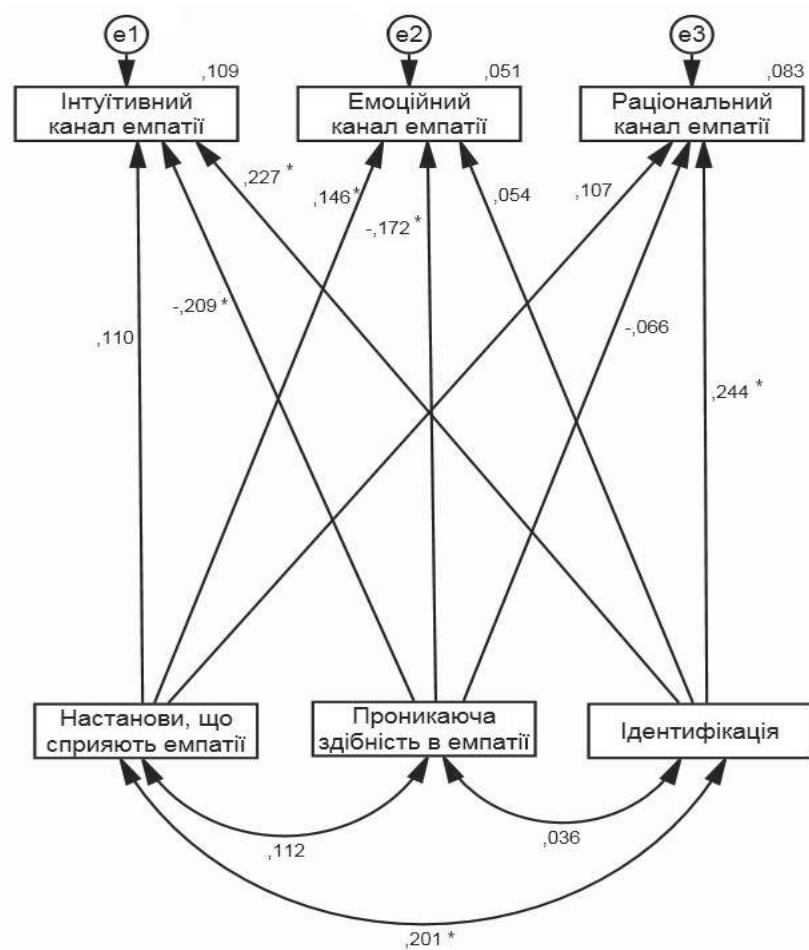 e1
e2
e3
,109
,051
,083
Інтуїтивний
канал емпатії
Емоційний
канал емпатії
Раціональний
канал емпатії
,227 *
,146*
,054
,107
-,172 *
-,209 *
-,066
,110
,244 *
Настанови, що
сприяють емпатії
Проникаюча
здібність в емпатії
Ідентифікація
,112
,036
,201 *